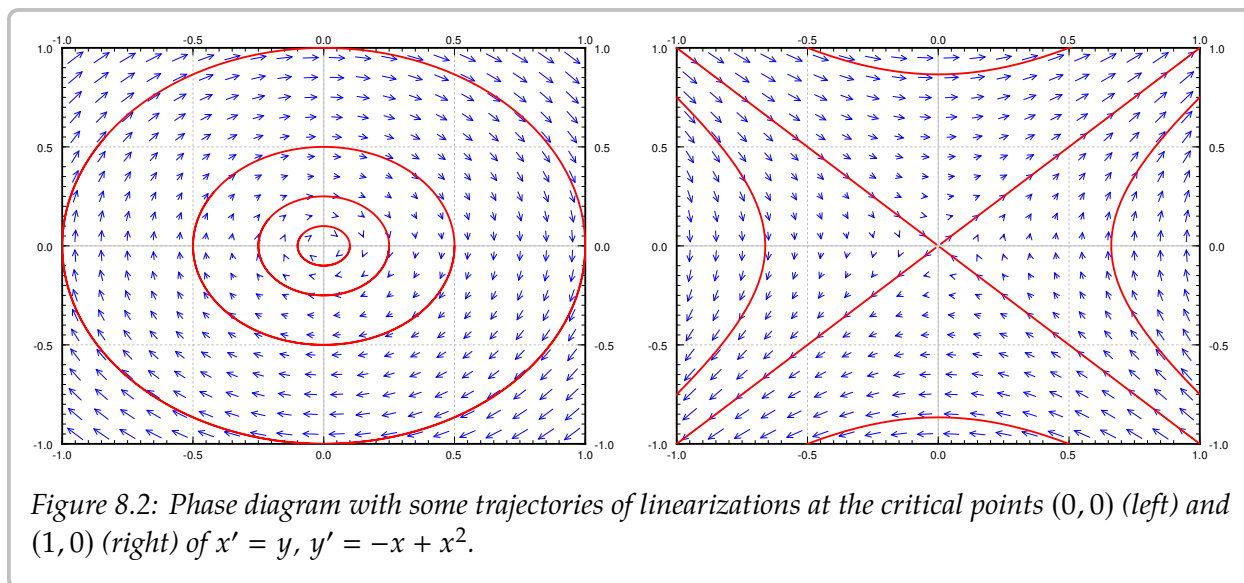 -1.0 -0.5 0.0 0.5 1.0 -1.0 -0.5 0.0 0.5 1.0
1.0 1.0 1.0 1.0
0.5 0.5 0.5 0.5
0.0 0.0 0.0 0.0
-0.5 -0.5 -0.5 -0.5
-1.0 -1.0 -1.0 -1.0
-1.0 -0.5 0.0 0.5 1.0 -1.0 -0.5 0.0 0.5 1.0
Figure 8.2: Phase diagram with some trajectories of linearizations at the critical points (0, 0) (left) and
(1, 0) (right) of x′ = y, y′ = −x + x².